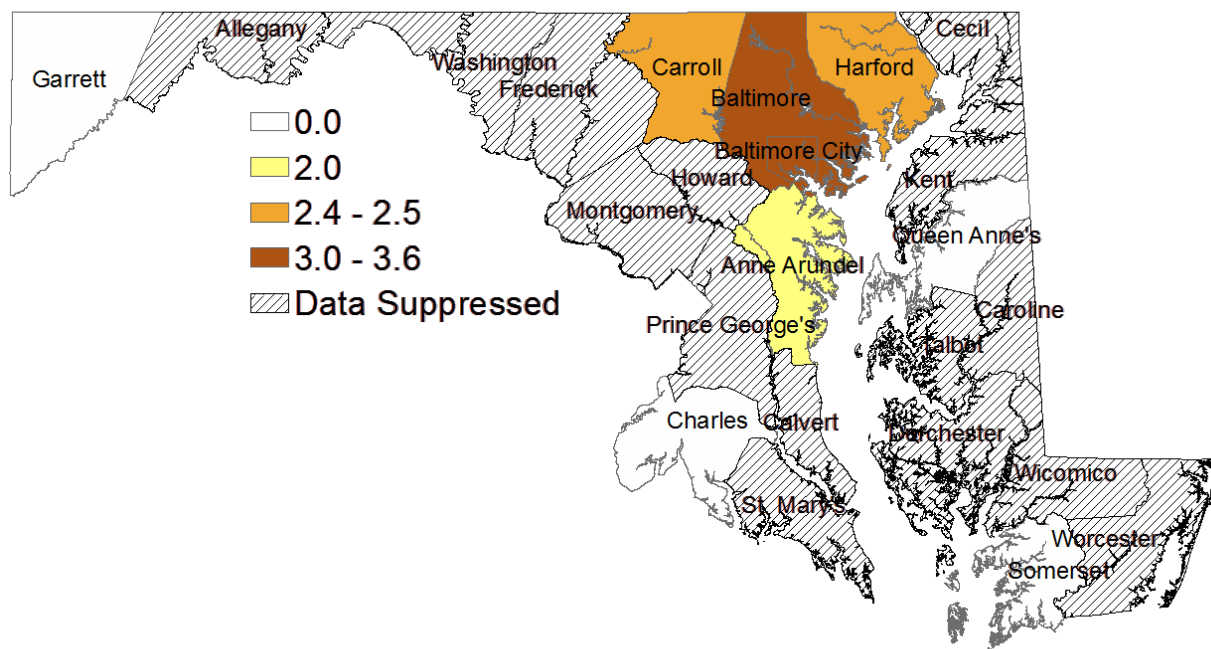 Allegany
Cecil
Garrett
Washington
Carroll
Harford
Frederick
Baltimore
0.0
2.0
Baltimore City
Howard
Kent
2.4 - 2.5
Montgomery
Queen Anne's
3.0 - 3.6
Anne Arundel
Data Suppressed
Caroline
Prince George's
Talbot
Charles
Calvert
Dorchester
Wicomico
St. Mary's
Worcester
Somerset